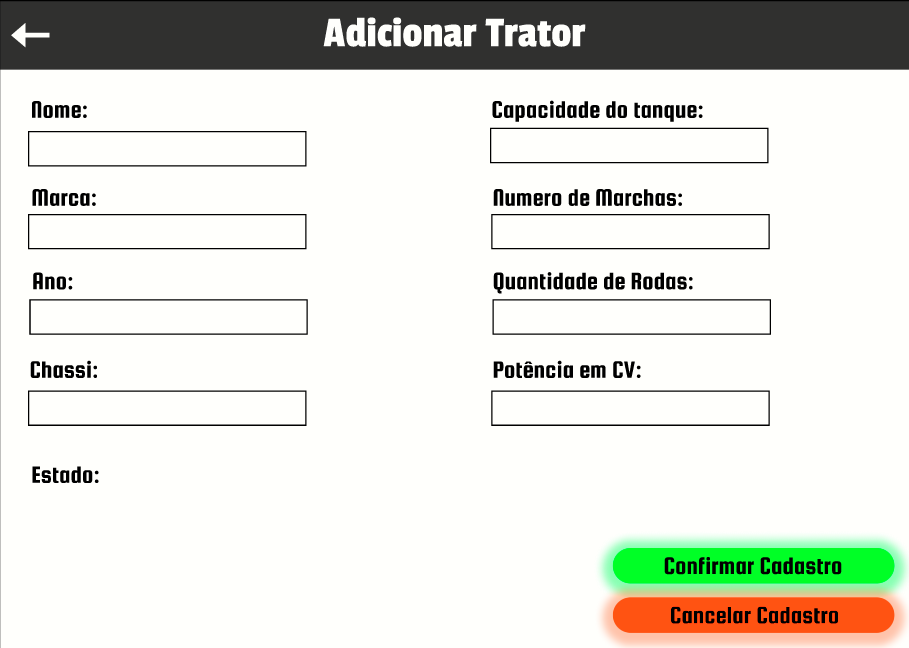 Adicionar Trator
Nome:
Capacidade do tanque:
Marca:
Numero de Marchas:
Ano:
Quantidade de Rodas:
Chassi:
Potência em CV:
Estado:
Confirmar Cadastro
Cancelar Cadastro